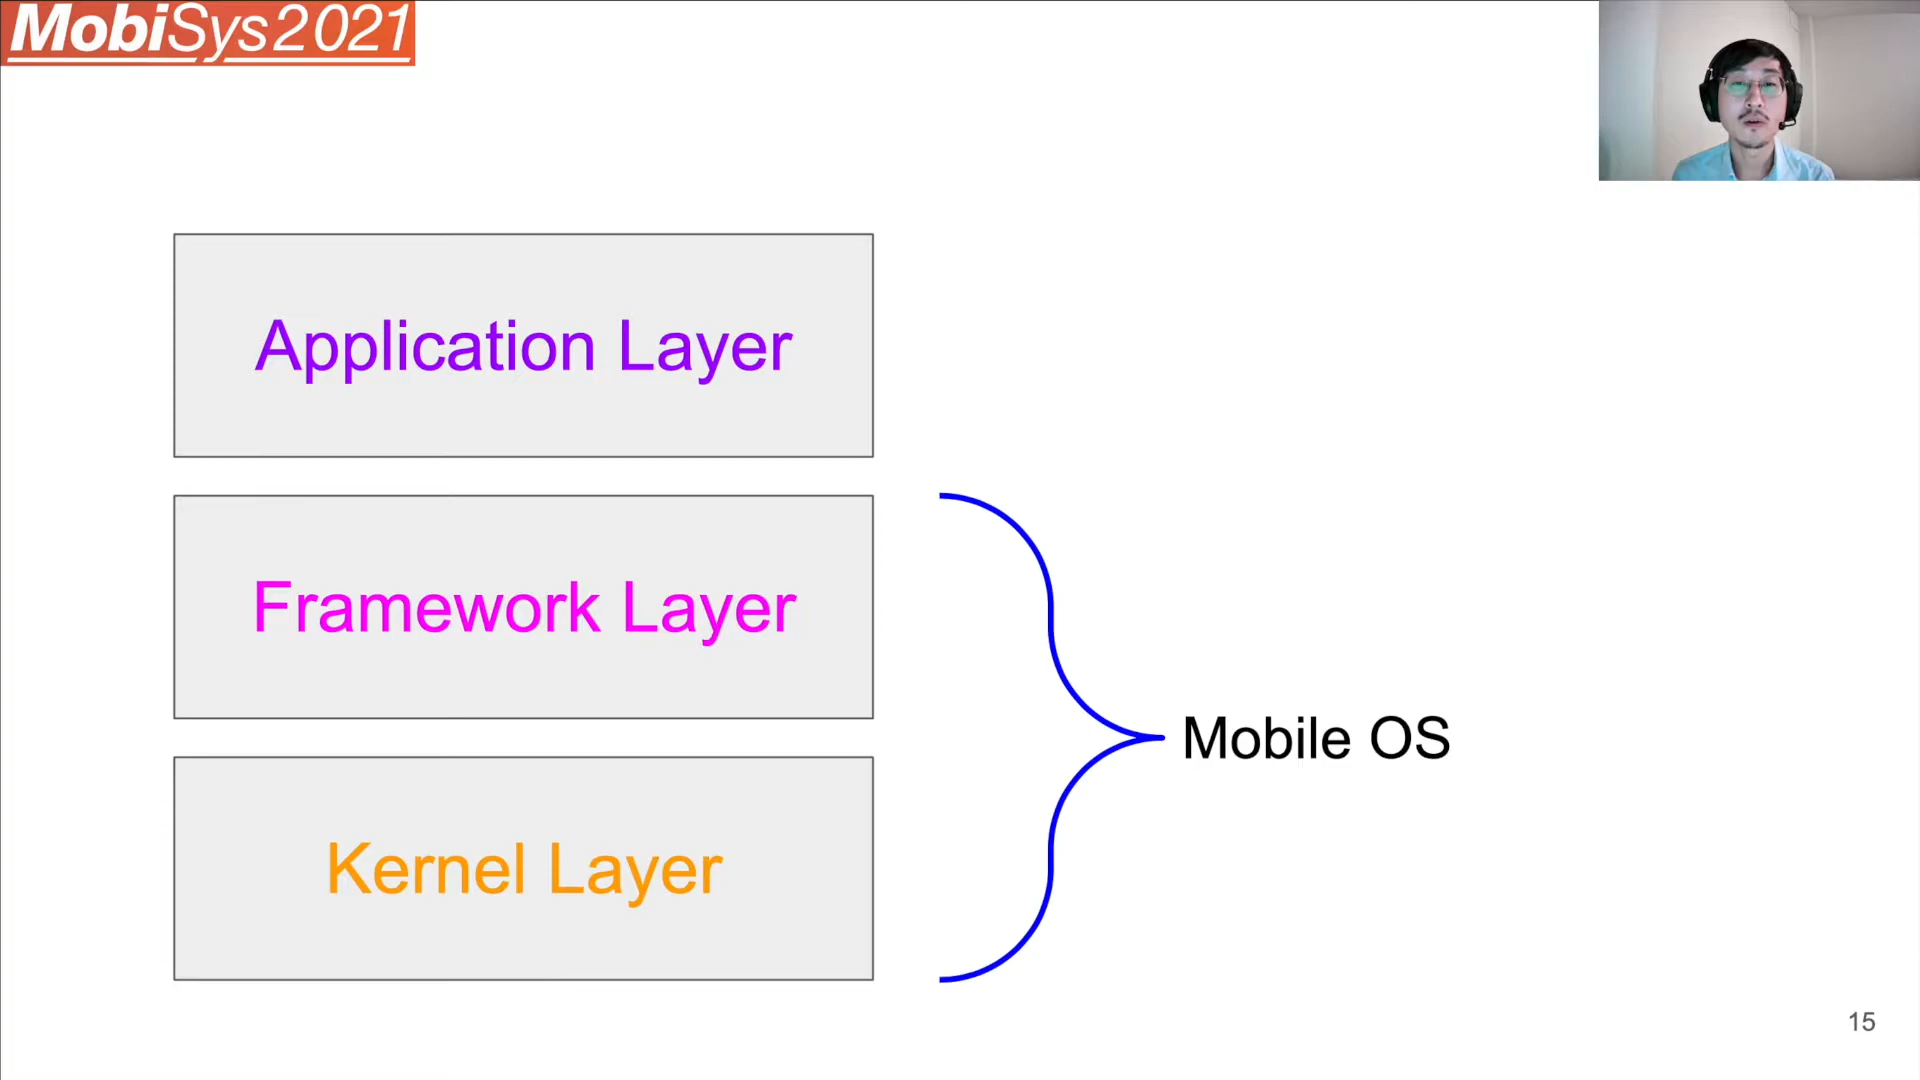 MobiSys2021
Application Layer
Framework Layer
Mobile OS
Kernel Layer
15